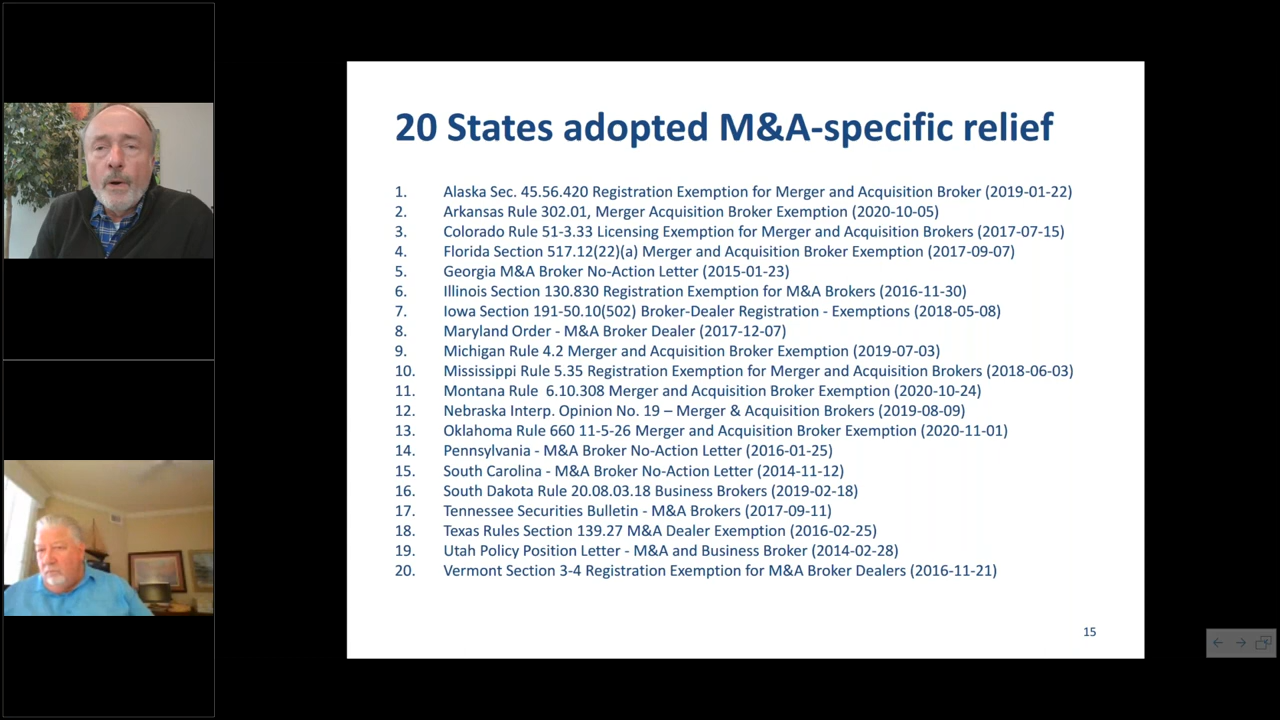 20 States adopted M&A-specific relief
1. Alaska Sec. 45.56.420 Registration Exemption for Merger and Acquisition Broker (2019-01-22)
2. Arkansas Rule 302.01, Merger Acquisition Broker Exemption (2020-10-05)
3. Colorado Rule 51-3.33 Licensing Exemption for Merger and Acquisition Brokers (2017-07-15)
4. Florida Section 517.12(22)(a) Merger and Acquisition Broker Exemption (2017-09-07)
5. Georgia M&A Broker No-Action Letter (2015-01-23)
6. Illinois Section 130.830 Registration Exemption for M&A Brokers (2016-11-30)
7. Iowa Section 191-50.10(502) Broker-Dealer Registration - Exemptions (2018-05-08)
8. Maryland Order - M&A Broker Dealer (2017-12-07)
9. Michigan Rule 4.2 Merger and Acquisition Broker Exemption (2019-07-03)
10. Mississippi Rule 5.35 Registration Exemption for Merger and Acquisition Brokers (2018-06-03)
11. Montana Rule 6.10.308 Merger and Acquisition Broker Exemption (2020-10-24)
12. Nebraska Interp. Opinion No. 19 – Merger & Acquisition Brokers (2019-08-09)
13. Oklahoma Rule 660 11-5-26 Merger and Acquisition Broker Exemption (2020-11-01)
14. Pennsylvania - M&A Broker No-Action Letter (2016-01-25)
15. South Carolina - M&A Broker No-Action Letter (2014-11-12)
16. South Dakota Rule 20.08.03.18 Business Brokers (2019-02-18)
17. Tennessee Securities Bulletin - M&A Brokers (2017-09-11)
18. Texas Rules Section 139.27 M&A Dealer Exemption (2016-02-25)
19. Utah Policy Position Letter - M&A and Business Broker (2014-02-28)
20. Vermont Section 3-4 Registration Exemption for M&A Broker Dealers (2016-11-21)
15